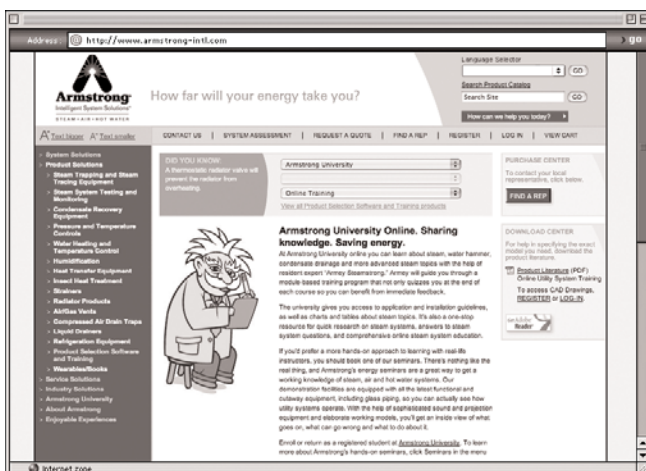 Address: http://www.armstrong-intl.com
go
Armstrong
Intelligent System Solutions
STEAM • AIR • HOT WATER
How far will your energy take you?
Language Selector
GO
Search Product Catalog
Search Site
GO
How can we help you today?
A+ Text bigger A- Text smaller
CONTACT US | SYSTEM ASSESSMENT | REQUEST A QUOTE | FIND A REP | REGISTER | LOG IN | VIEW CART
System Solutions
Product Solutions
Steam Trapping and Steam
Tracing Equipment
Steam System Testing and
Monitoring
Condensate Recovery
Equipment
Pressure and Temperature
Controls
Water Heating and
Temperature Control
Humidification
Heat Transfer Equipment
Insect Heat Treatment
Strainers
Radiator Products
Air/Gas Vents
Compressed Air Drain Traps
Liquid Drainers
Refrigeration Equipment
Product Selection Software
and Training
Wearables/Books
Service Solutions
Industry Solutions
Armstrong University
About Armstrong
Enjoyable Experiences
DID YOU KNOW:
A thermostatic radiator valve will
prevent the radiator from
overheating.
Armstrong University
Online Training
View all Product Selection Software and Training products
Armstrong University Online. Sharing
knowledge. Saving energy.
At Armstrong University online you can learn about steam, water hammer,
condensate drainage and more advanced steam topics with the help of
resident expert "Armey Steamstrong." Armey will guide you through a
module-based training program that not only quizzes you at the end of
each course so you can benefit from immediate feedback.
The university gives you access to application and installation guidelines,
as well as charts and tables about steam topics. It's also a one-stop
resource for quick research on steam systems, answers to steam
system questions, and comprehensive online steam system education.
If you'd prefer a more hands-on approach to learning with real-life
instructors, you should book one of our seminars. There's nothing like the
real thing, and Armstrong's energy seminars are a great way to get a
working knowledge of steam, air and hot water systems. Our
demonstration facilities are equipped with all the latest functional and
cutaway equipment, including glass piping, so you can actually see how
utility systems operate. With the help of sophisticated sound and projection
equipment and elaborate working models, you'll get an inside view of what
goes on, what can go wrong and what to do about it.
Enroll or return as a registered student at Armstrong University. To learn
more about Armstrong's hands-on seminars, click Seminars in the menu
PURCHASE CENTER
To contact your local
representative, click below.
FIND A REP
DOWNLOAD CENTER
For help in specifying the exact
model you need, download the
product literature.
Product Literature (PDF)
Online Utility System Training
To access CAD Drawings,
REGISTER or LOG-IN.
Get Adobe
Reader
Internet zone